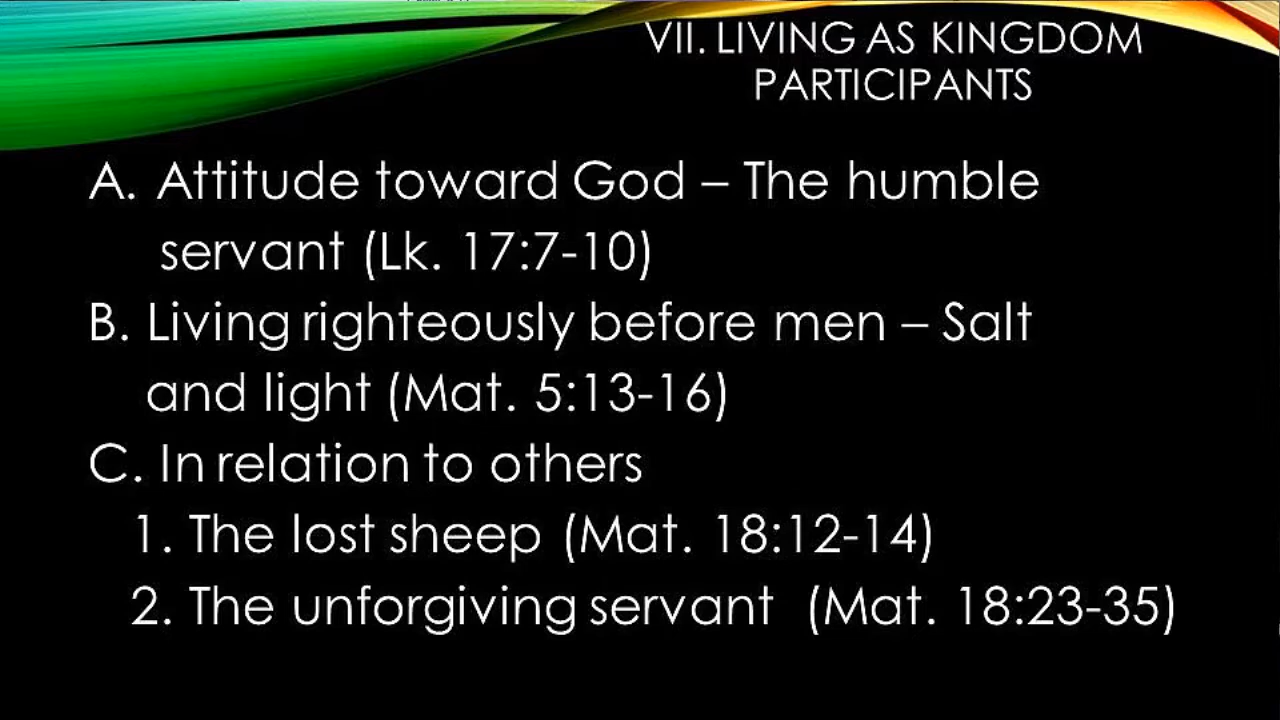 VII. LIVING AS KINGDOM
PARTICIPANTS
A. Attitude toward God – The humble
servant (Lk. 17:7-10)
B. Living righteously before men – Salt
and light (Mat. 5:13-16)
C. In relation to others
1. The lost sheep (Mat. 18:12-14)
2. The unforgiving servant (Mat. 18:23-35)